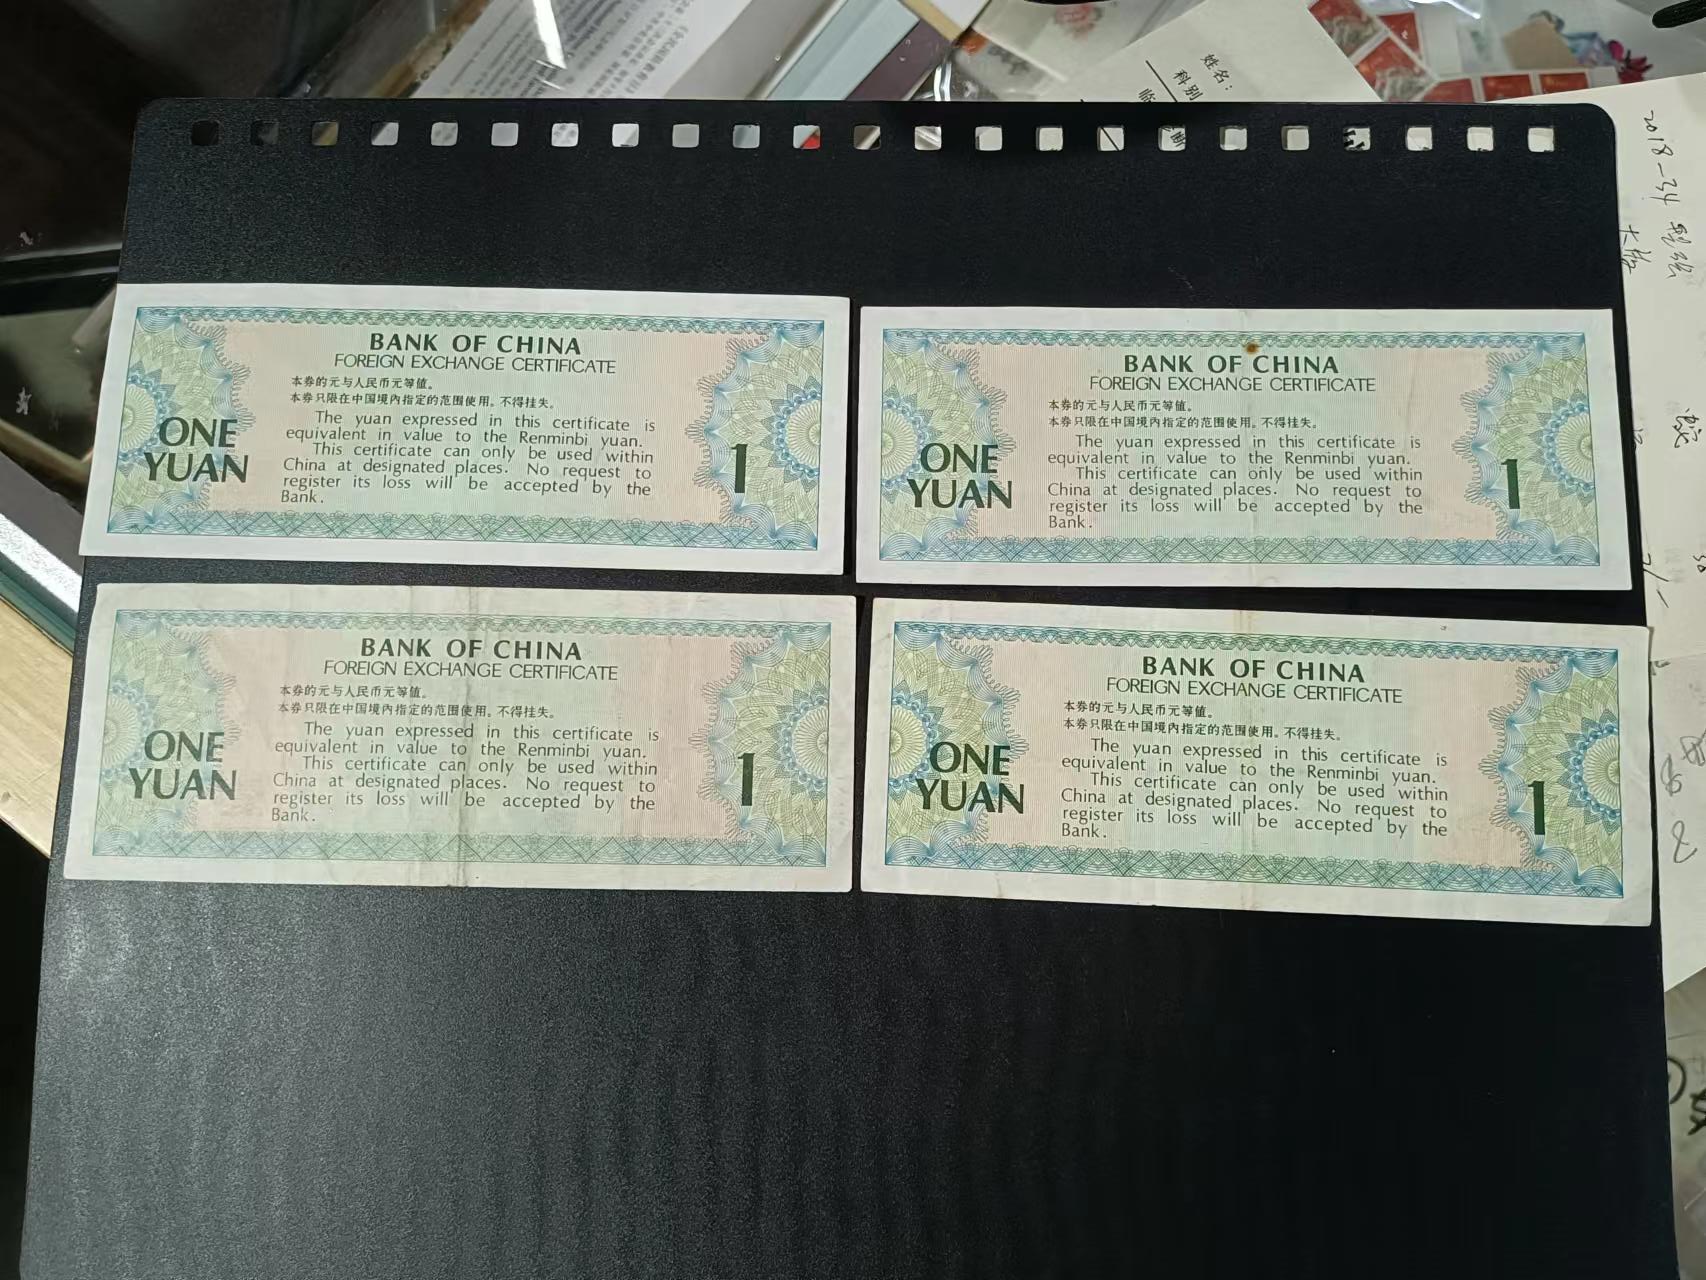 姓名：
科别
临
2018-34
BANK OF CHINA
FOREIGN EXCHANGE CERTIFICATE
本券的元与人民币元等值。
本券只限在中国境内指定的范围使用。不得挂失。
The yuan expressed in this certificate is
equivalent in value to the Renminbi yuan.
This certificate can only be used within
China at designated places. No request to
register its loss will be accepted by the
Bank.
ONE
YUAN
1
BANK OF CHINA
FOREIGN EXCHANGE CERTIFICATE
本券的元与人民币元等值。
本券只限在中国境内指定的范围使用。不得挂失。
The yuan expressed in this certificate is
equivalent in value to the Renminbi yuan.
This certificate can only be used within
China at designated places. No request to
register its loss will be accepted by the
Bank.
ONE
YUAN
1
BANK OF CHINA
FOREIGN EXCHANGE CERTIFICATE
本券的元与人民币元等值。
本券只限在中国境内指定的范围使用。不得挂失。
The yuan expressed in this certificate is
equivalent in value to the Renminbi yuan.
This certificate can only be used within
China at designated places. No request to
register its loss will be accepted by the
Bank.
ONE
YUAN
1
BANK OF CHINA
FOREIGN EXCHANGE CERTIFICATE
本券的元与人民币元等值。
本券只限在中国境内指定的范围使用。不得挂失。
The yuan expressed in this certificate is
equivalent in value to the Renminbi yuan.
This certificate can only be used within
China at designated places. No request to
register its loss will be accepted by the
Bank.
ONE
YUAN
1